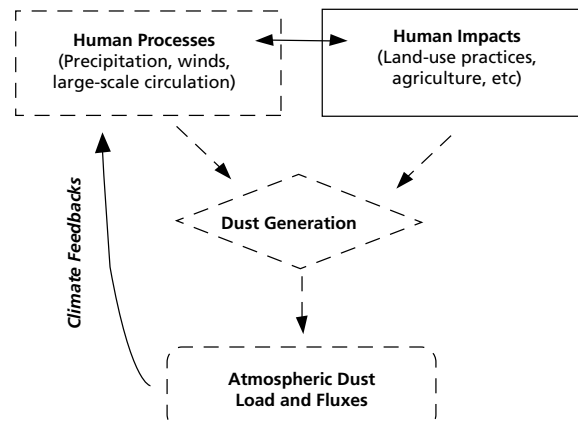 Human Processes
(Precipitation, winds,
large-scale circulation)
Human Impacts
(Land-use practices,
agriculture, etc)
Dust Generation
Climate Feedbacks
Atmospheric Dust
Load and Fluxes